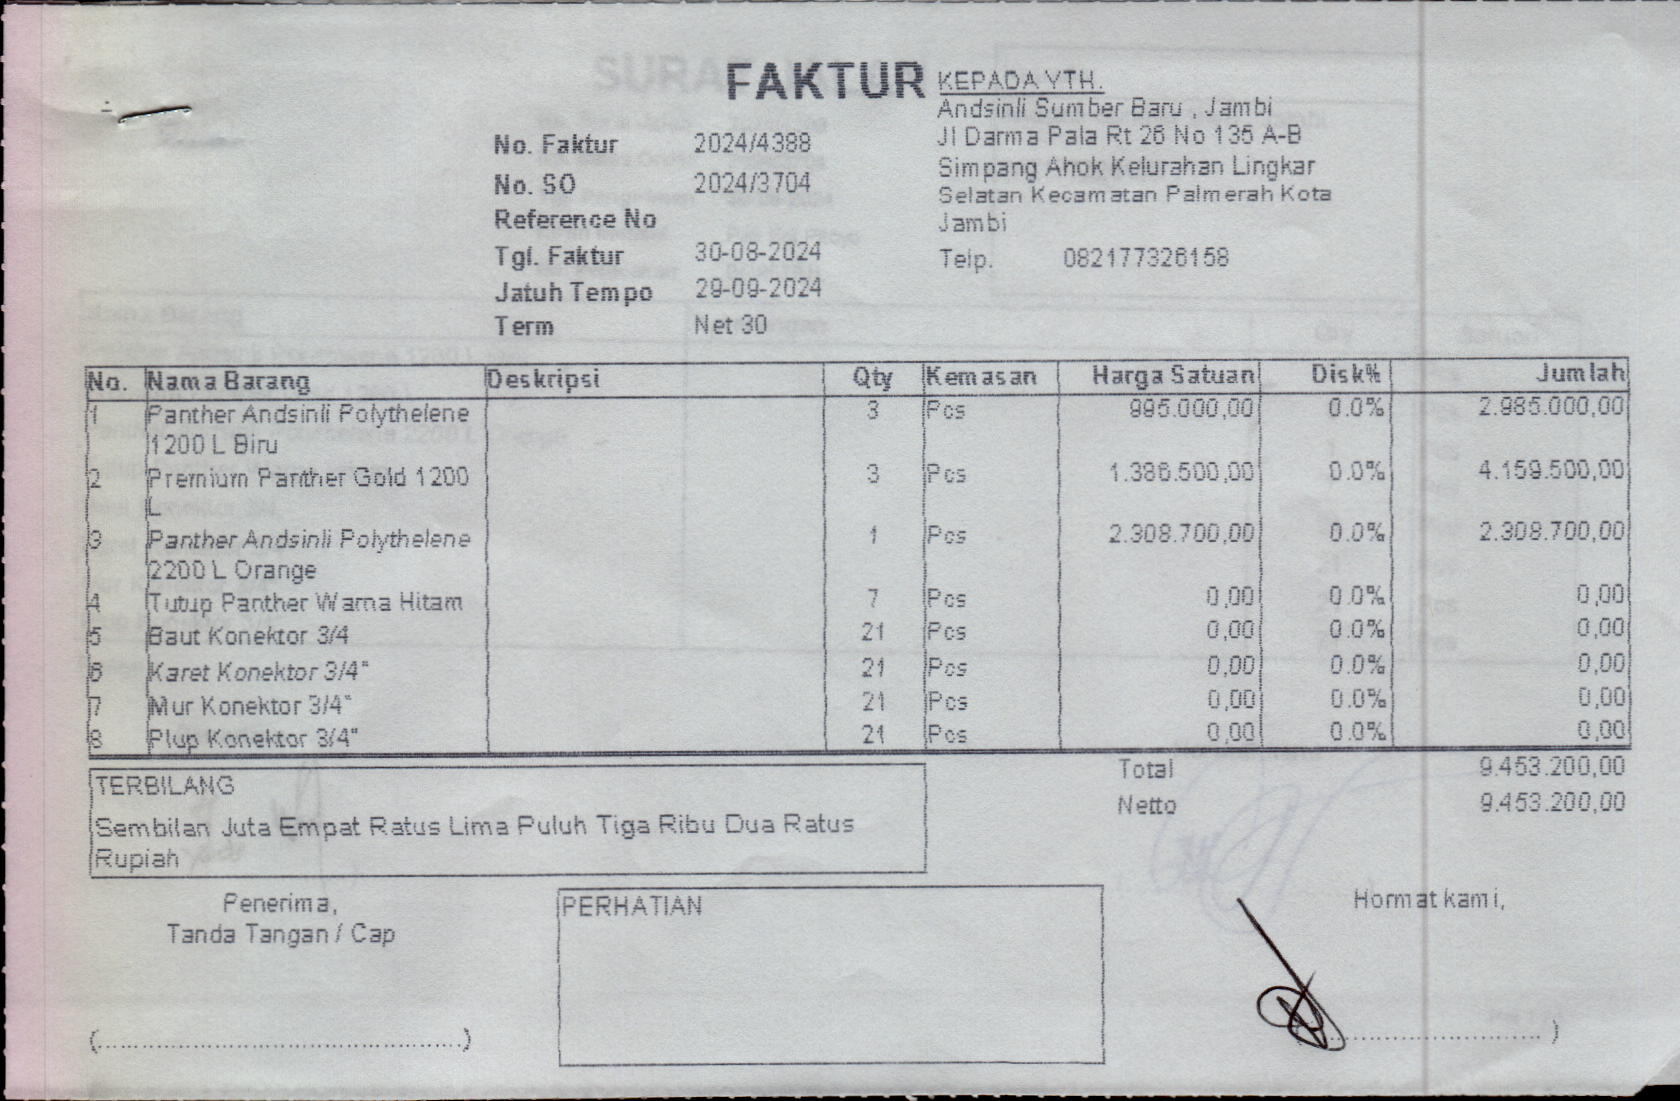 FAKTUR
No. Faktur 2024/4388
No. SO 2024/3704
Reference No
Tgl. Faktur 30-08-2024
Jatuh Tempo 29-09-2024
Term Net 30
KEPADA YTH.
Andsinli Sumber Baru , Jambi
Jl Darma Pala Rt 26 No 135 A-B
Simpang Ahok Kelurahan Lingkar
Selatan Kecamatan Palmerah Kota
Jambi
Telp. 082177326158
No. Nama Barang Deskripsi Qty Kemasan Harga Satuan Disk% Jumlah
1 Panther Andsinli Polythelene 3 Pcs 995.000,00 0.0% 2.985.000,00
1200 L Biru
2 Premium Panther Gold 1200 3 Pcs 1.386.500,00 0.0% 4.159.500,00
L
3 Panther Andsinli Polythelene 1 Pcs 2.308.700,00 0.0% 2.308.700,00
2200 L Orange
4 Tutup Panther Warna Hitam 7 Pcs 0,00 0.0% 0,00
5 Baut Konektor 3/4 21 Pcs 0,00 0.0% 0,00
6 Karet Konektor 3/4" 21 Pcs 0,00 0.0% 0,00
7 Mur Konektor 3/4" 21 Pcs 0,00 0.0% 0,00
8 Plup Konektor 3/4" 21 Pcs 0,00 0.0% 0,00
Total 9.453.200,00
Netto 9.453.200,00
TERBILANG
Sembilan Juta Empat Ratus Lima Puluh Tiga Ribu Dua Ratus
Rupiah
Penerima,
Tanda Tangan / Cap
(..............................................)
PERHATIAN
Hormat kami,
.............................. )